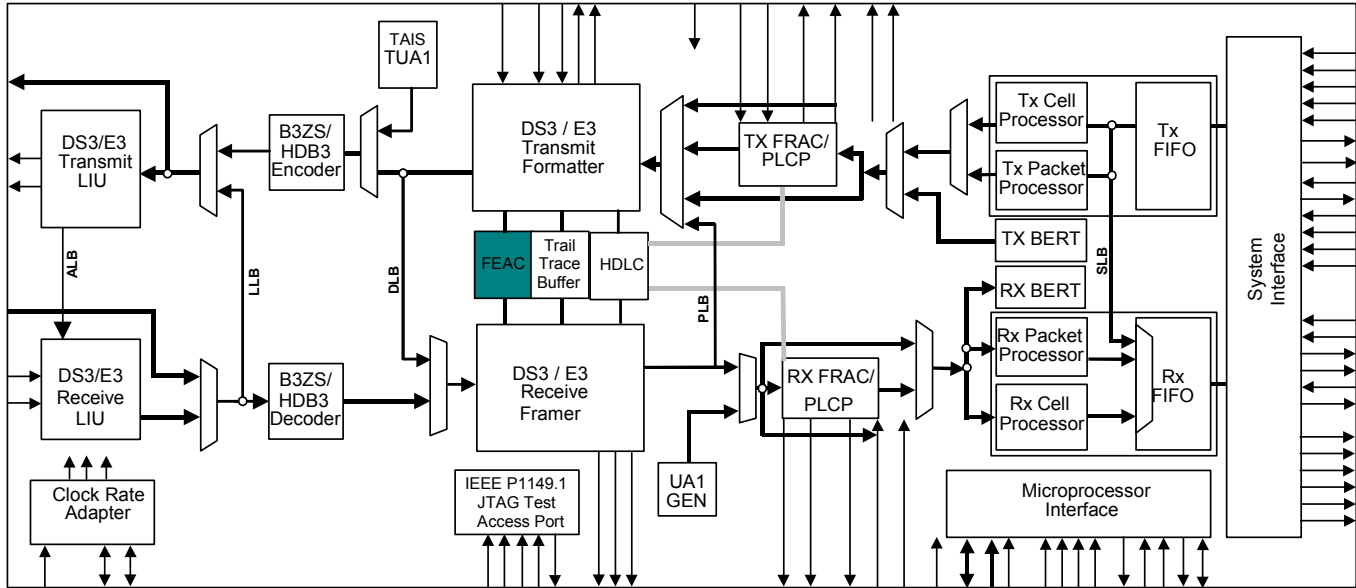 TAIS
TUA1
DS3/E3
Transmit
LIU
B3ZS/
HDB3
Encoder
DS3 / E3
Transmit
Formatter
TX FRAC/
PLCP
Tx Cell
Processor
Tx Packet
Processor
Tx
FIFO
TX BERT
RX BERT
System
Interface
FEAC
Trail
Trace
Buffer
HDLC
ALB
LLB
DLB
PLB
SLB
DS3/E3
Receive
LIU
B3ZS/
HDB3
Decoder
DS3 / E3
Receive
Framer
RX FRAC/
PLCP
Rx Packet
Processor
Rx Cell
Processor
Rx
FIFO
UA1
GEN
Clock Rate
Adapter
IEEE P1149.1
JTAG Test
Access Port
Microprocessor
Interface